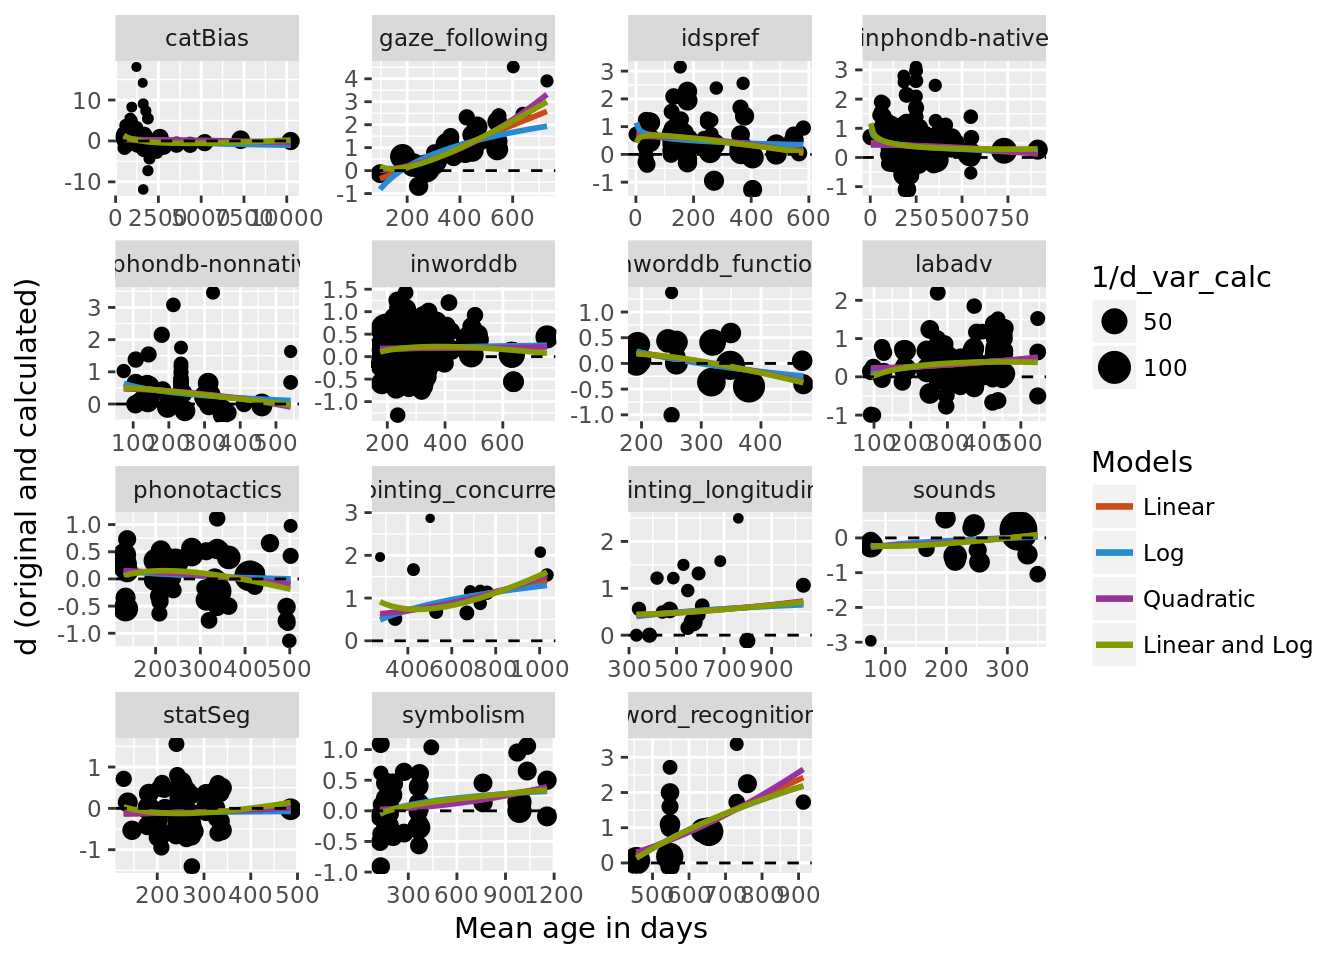 catBias
gaze_following
idspref
inphondb-native
10
0
-10
0 2500 5000 7500 10000
4
3
2
1
0
-1
200 400 600
3
2
1
0
-1
0 200 400 600
3
2
1
0
-1
0 250 500 750
phondb-nonnativ
inworddb
nworddb_functio
labadv
3
2
1
0
100 200 300 400 500
1.5
1.0
0.5
0.0
-0.5
-1.0
200 400 600
1.0
0.5
0.0
-0.5
-1.0
200 300 400
2
1
0
-1
100 200 300 400 500
phonotactics
ointing_concurre
inting_longitudin
sounds
1.0
0.5
0.0
-0.5
-1.0
200 300 400 500
3
2
1
0
400 600 800 1000
2
1
0
300 500 700 900
0
-1
-2
-3
100 200 300
statSeg
symbolism
word_recognition
1
0
-1
200 300 400 500
1.0
0.5
0.0
-0.5
-1.0
300 600 900 1200
3
2
1
0
500 600 700 800 900
Mean age in days
d (original and calculated)
1/d_var_calc
50
100
Models
Linear
Log
Quadratic
Linear and Log